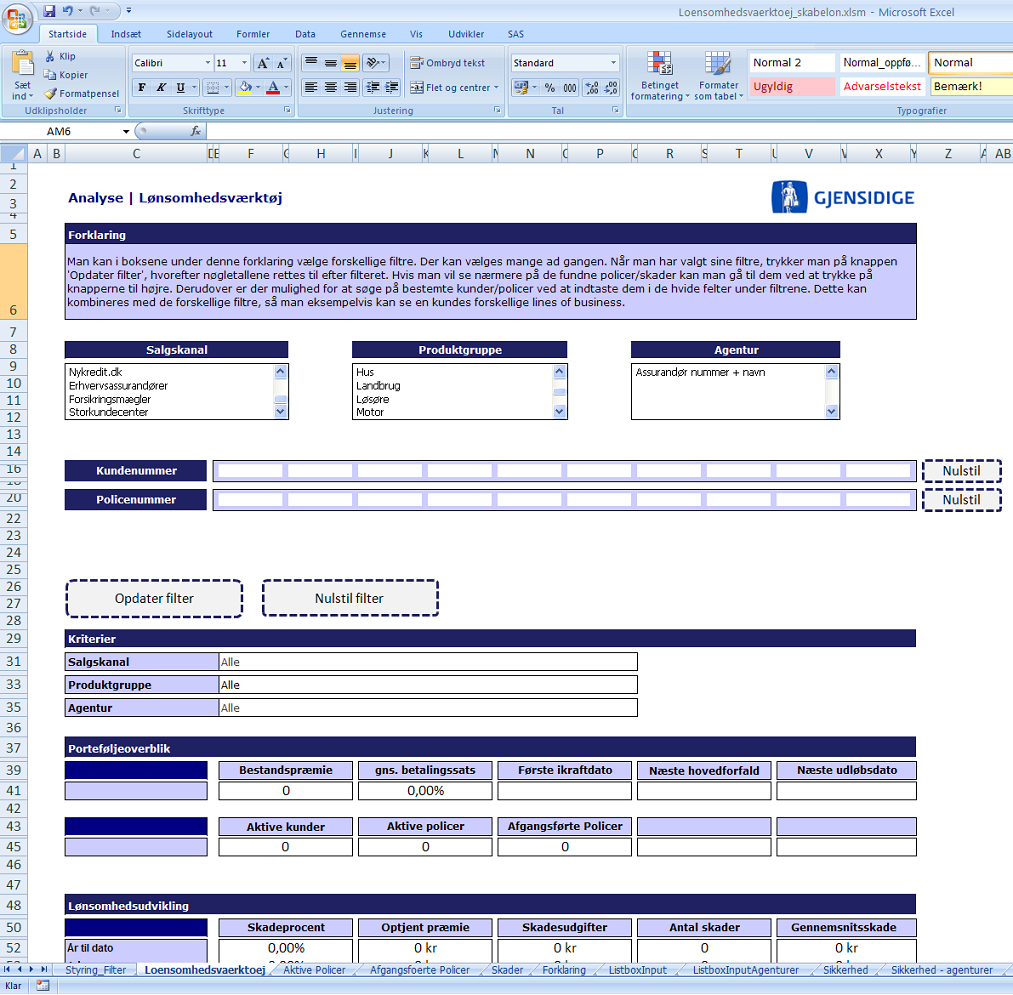 Loensomhedsvaerktoej_skabelon.xlsm - Microsoft Excel
Startside Indsæt Sidelayout Formler Data Gennemse Vis Udvikler SAS
Klip
Kopier
Formatpensel
Sæt ind
Udklipsholder
Calibri 11
F K U
Skrifttype
Ombryd tekst
Flet og centrer
Justering
Standard
% 000
Tal
Betinget formatering
Formater som tabel
Normal 2 Normal_oppfø... Normal
Ugyldig Advarselstekst Bemærk!
Typografier
AM6 fx
A B C F H J L N P R T V X Z AB
Analyse | Lønsomhedsværktøj
GJENSIDIGE
Forklaring
Man kan i boksene under denne forklaring vælge forskellige filtre. Der kan vælges mange ad gangen. Når man har valgt sine filtre, trykker man på knappen
'Opdater filter', hvorefter nøgletallene rettes til efter filteret. Hvis man vil se nærmere på de fundne policer/skader kan man gå til dem ved at trykke på
knapperne til højre. Derudover er der mulighed for at søge på bestemte kunder/policer ved at indtaste dem i de hvide felter under filtrene. Dette kan
kombineres med de forskellige filtre, så man eksempelvis kan se en kundes forskellige lines of business.
Salgskanal Produktgruppe Agentur
Nykredit.dk Hus Assurandør nummer + navn
Erhvervsassurandører Landbrug
Forsikringsmægler Løsøre
Storkundecenter Motor
Kundenummer Nulstil
Policenummer Nulstil
Opdater filter Nulstil filter
Kriterier
Salgskanal Alle
Produktgruppe Alle
Agentur Alle
Porteføljeoverblik
Bestandspræmie gns. betalingssats Første ikraftdato Næste hovedforfald Næste udløbsdato
0 0,00%
Aktive kunder Aktive policer Afgangsførte Policer
0 0 0
Lønsomhedsudvikling
Skadeprocent Optjent præmie Skadesudgifter Antal skader Gennemsnitsskade
År til dato 0,00% 0 kr 0 kr 0 0 kr
Styring_Filter Loensomhedsvaerktoej Aktive Policer Afgangsfoerte Policer Skader Forklaring ListboxInput ListboxInputAgenturer Sikkerhed Sikkerhed - agenturer
Klar